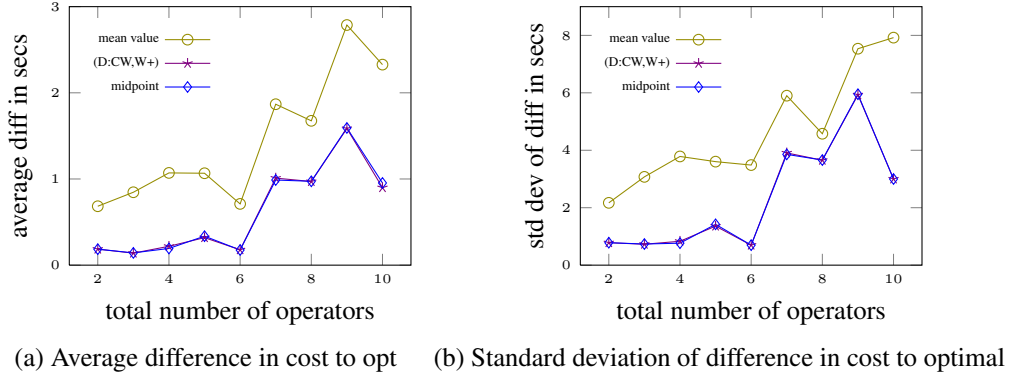 3
2
1
0
2
4
6
8
10
mean value
(D:CW,W+)
midpoint
average diff in secs
total number of operators
(a) Average difference in cost to opt
8
6
4
2
0
2
4
6
8
10
mean value
(D:CW,W+)
midpoint
std dev of diff in secs
total number of operators
(b) Standard deviation of difference in cost to optimal